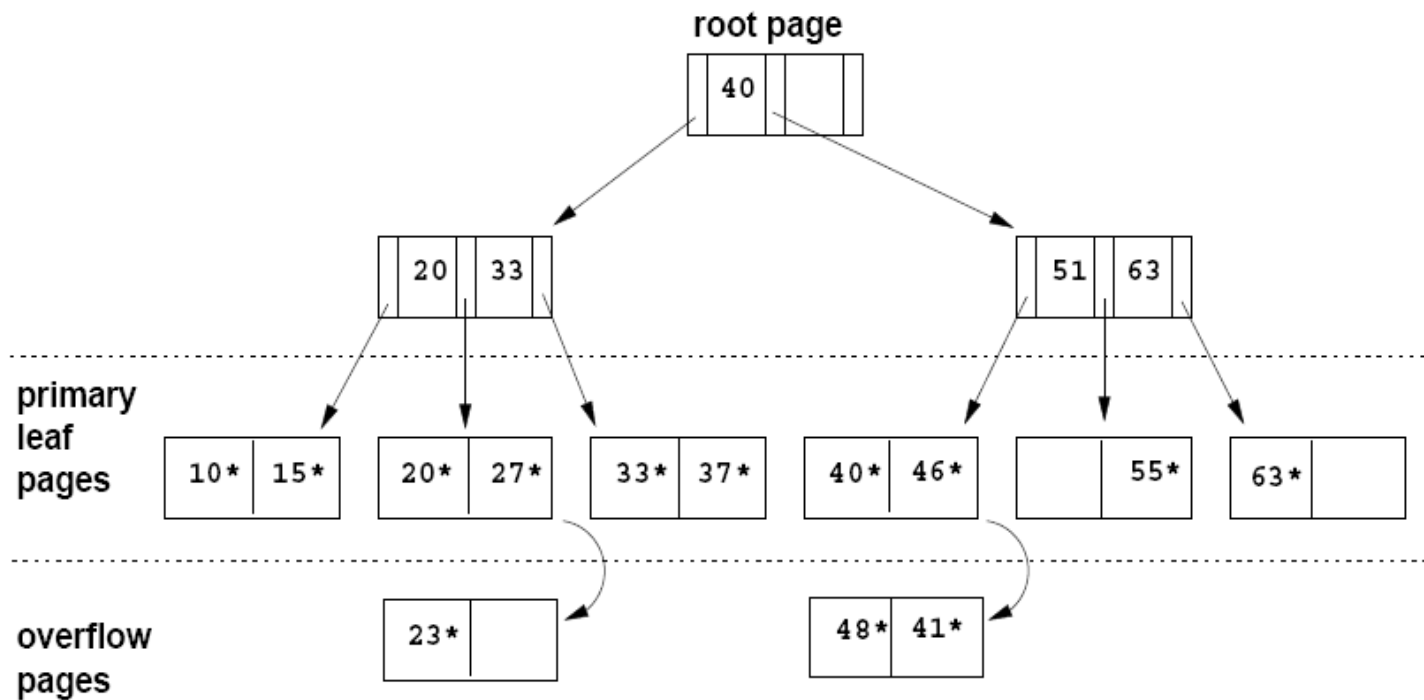 root page
40
20 33
51 63
primary
leaf
pages
10* 15*
20* 27*
33* 37*
40* 46*
55*
63*
overflow
pages
23*
48* 41*